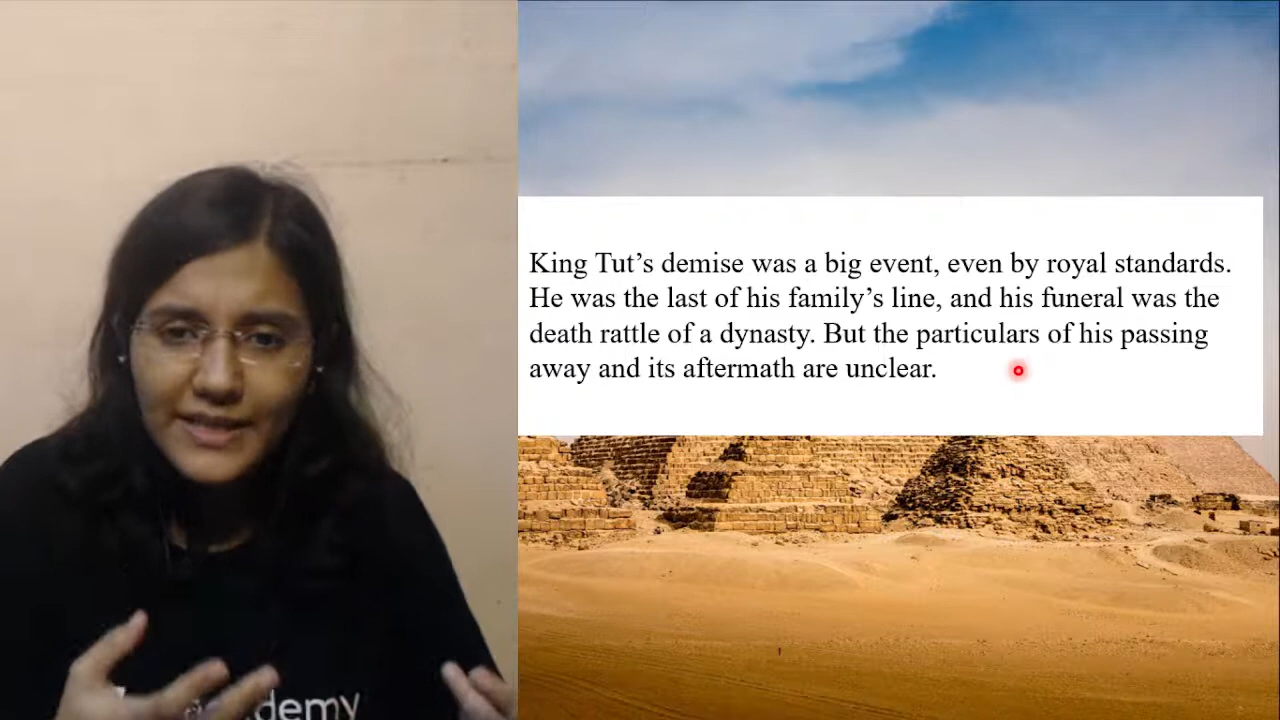 King Tut’s demise was a big event, even by royal standards.
He was the last of his family’s line, and his funeral was the
death rattle of a dynasty. But the particulars of his passing
away and its aftermath are unclear.
demy